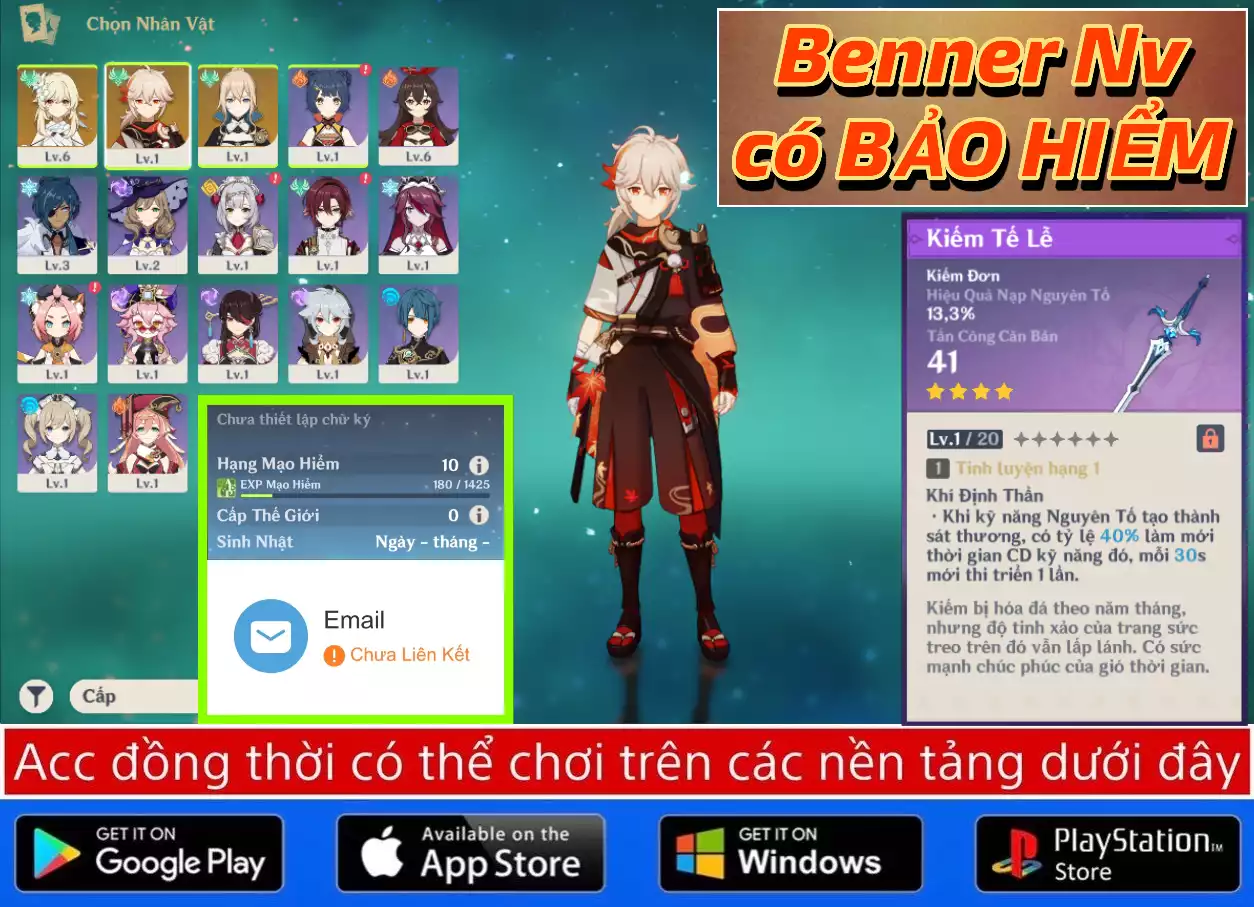 Chọn Nhân Vật
Benner Nv
có BẢO HIỂM
Lv.6
Lv.1
Lv.1
Lv.1
Lv.6
Lv.3
Lv.2
Lv.1
Lv.1
Lv.1
Lv.1
Lv.1
Lv.1
Lv.1
Lv.1
Lv.1
Lv.1
Chưa thiết lập chữ ký
Hạng Mạo Hiểm 10
EXP Mạo Hiểm 180 / 1425
Cấp Thế Giới 0
Sinh Nhật Ngày - tháng -
Email
Chưa Liên Kết
Cấp
Kiếm Tế Lễ
Kiếm Đơn
Hiệu Quả Nạp Nguyên Tố
13,3%
Tấn Công Căn Bản
41
Lv.1 / 20
1 Tinh luyện hạng 1
Khí Định Thần
· Khi kỹ năng Nguyên Tố tạo thành
sát thương, có tỷ lệ 40% làm mới
thời gian CD kỹ năng đó, mỗi 30s
mới thi triển 1 lần.
Kiếm bị hóa đá theo năm tháng,
nhưng độ tinh xảo của trang sức
treo trên đó vẫn lấp lánh. Có sức
mạnh chúc phúc của gió thời gian.
Acc đồng thời có thể chơi trên các nền tảng dưới đây
GET IT ON
Google Play
Available on the
App Store
GET IT ON
Windows
PlayStation™
Store